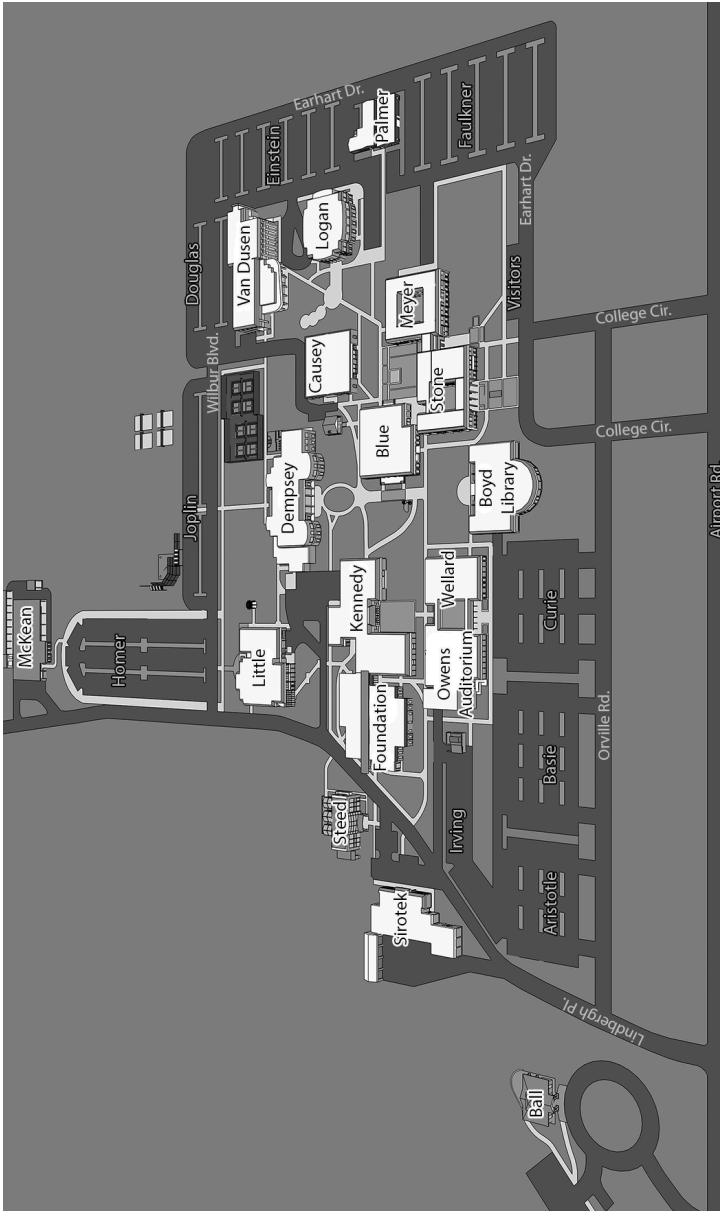 McKean
Homer
Joplin
Douglas
Wilbur Blvd.
Van Dusen
Little
Einstein
Dempsey
Causey
Logan
Earhart Dr.
Steed
Kennedy
Foundation
Blue
Palmer
Sirotek
Meyer
Stone
Owens
Auditorium
Wellard
Irving
Faulkner
Boyd
Library
Visitors
Earhart Dr.
Ball
Aristotle
Basie
Curie
Lindbergh Pl.
Orville Rd.
College Cir.
College Cir.
Airport Rd.